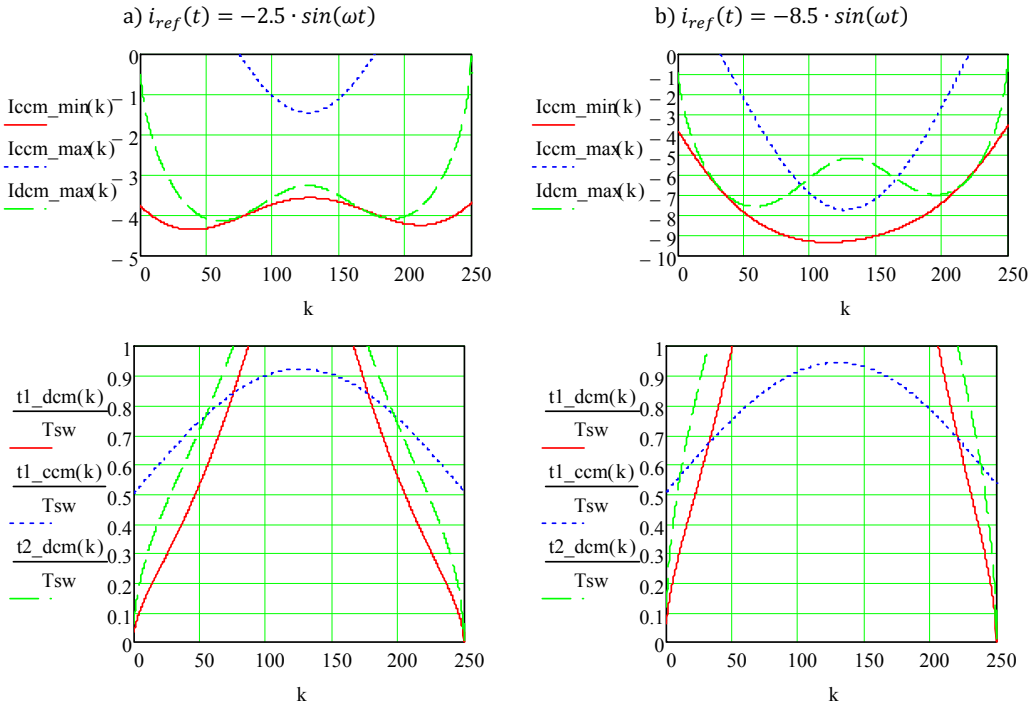 a) i_ref(t) = −2.5 · sin(ωt)
b) i_ref(t) = −8.5 · sin(ωt)
0
− 1
− 2
− 3
− 4
− 5
Iccm_min(k)
Iccm_max(k)
Idcm_max(k)
0 50 100 150 200 250
k
0
− 1
− 2
− 3
− 4
− 5
− 6
− 7
− 8
− 9
− 10
Iccm_min(k)
Iccm_max(k)
Idcm_max(k)
0 50 100 150 200 250
k
1
0.9
0.8
0.7
0.6
0.5
0.4
0.3
0.2
0.1
0
t1_dcm(k)
Tsw
t1_ccm(k)
Tsw
t2_dcm(k)
Tsw
0 50 100 150 200 250
k
1
0.9
0.8
0.7
0.6
0.5
0.4
0.3
0.2
0.1
0
t1_dcm(k)
Tsw
t1_ccm(k)
Tsw
t2_dcm(k)
Tsw
0 50 100 150 200 250
k